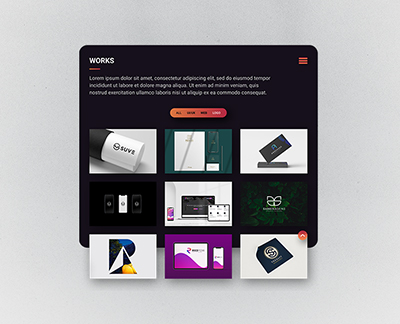 WORKS
Lorem ipsum dolor sit amet, consectetur adipiscing elit, sed do eiusmod tempor
incididunt ut labore et dolore magna aliqua. Ut enim ad minim veniam, quis
nostrud exercitation ullamco laboris nisi ut aliquip ex ea commodo consequat.
ALL WEB LOGO
SUVE